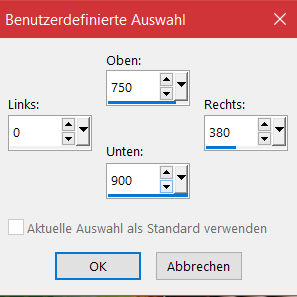 Benutzerdefinierte Auswahl
Oben:
750
Links:
0
Rechts:
380
Unten:
900
Aktuelle Auswahl als Standard verwenden
OK
Abbrechen